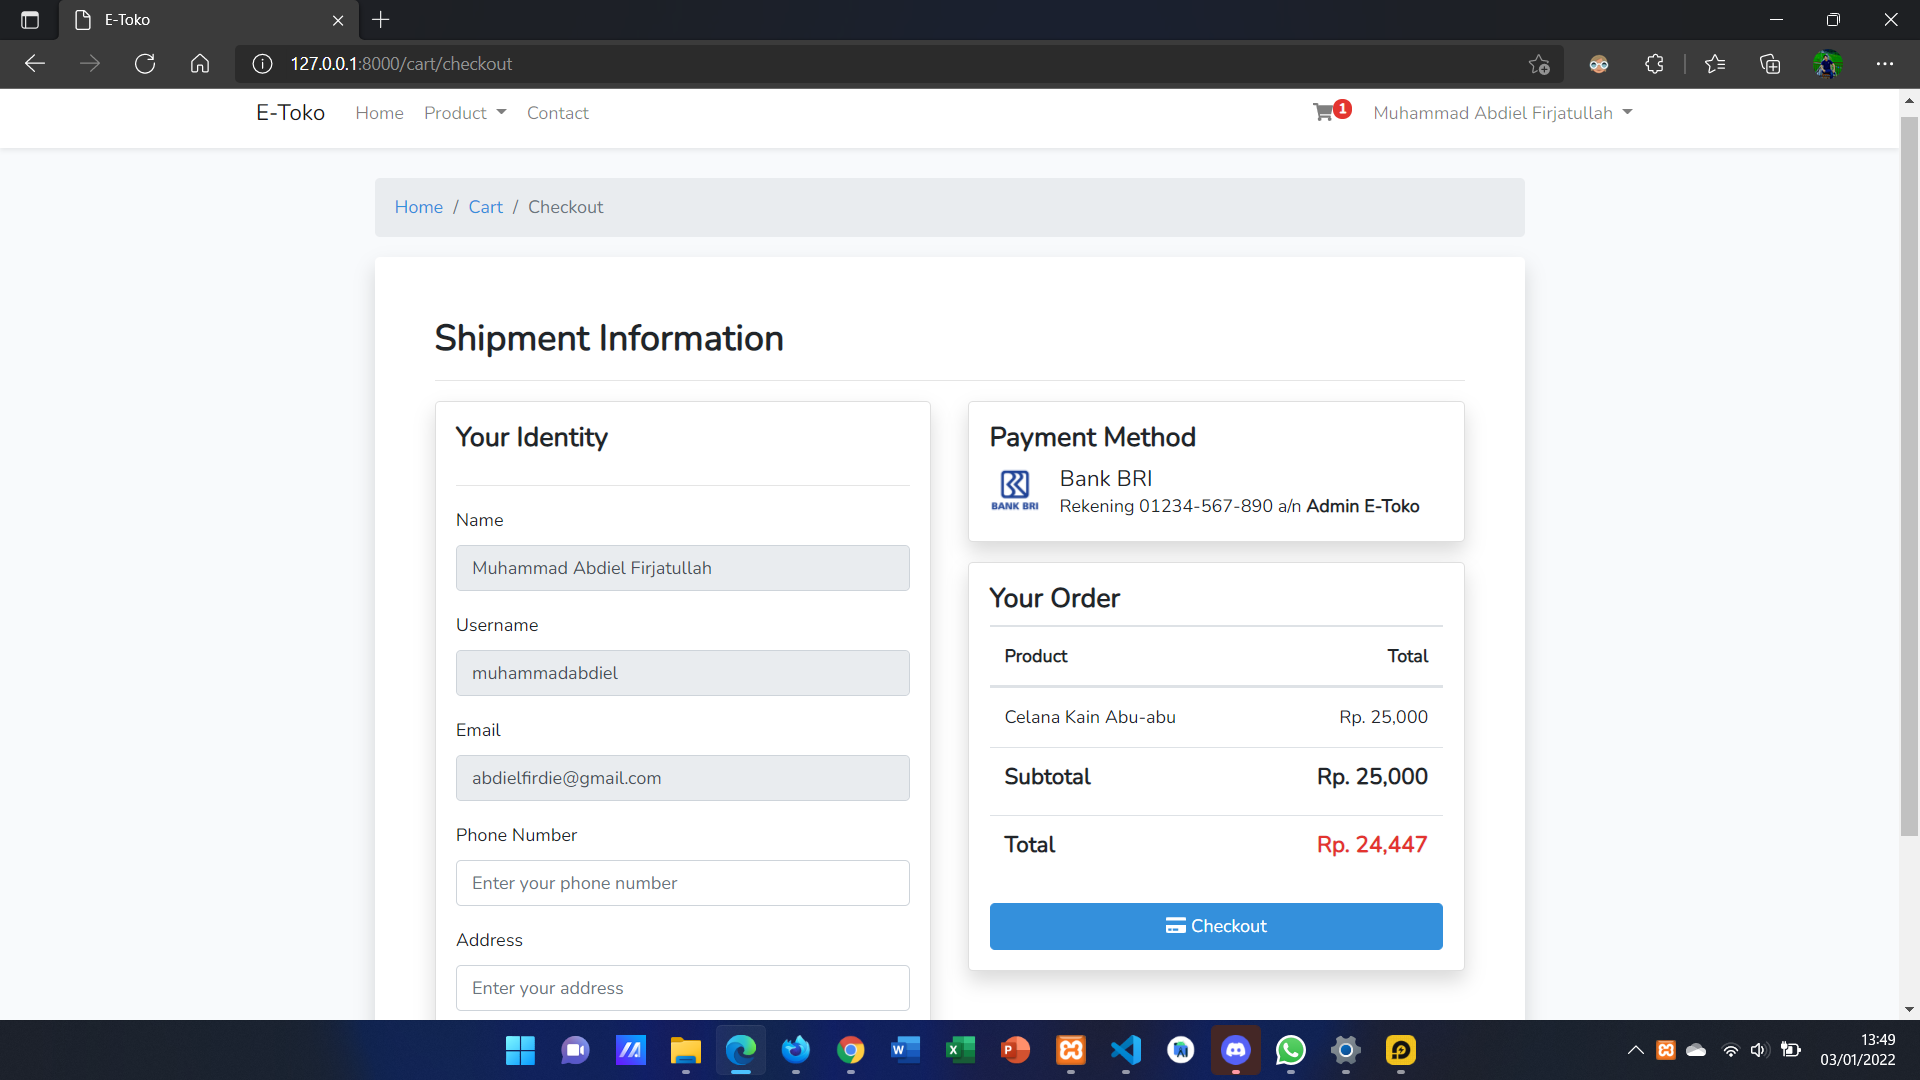 E-Toko
127.0.0.1:8000/cart/checkout
E-Toko Home Product Contact 1 Muhammad Abdiel Firjatullah
Home / Cart / Checkout
Shipment Information
Your Identity
Name
Muhammad Abdiel Firjatullah
Username
muhammadabdiel
Email
abdielfirdie@gmail.com
Phone Number
Enter your phone number
Address
Enter your address
Payment Method
BANK BRI
Bank BRI
Rekening 01234-567-890 a/n Admin E-Toko
Your Order
Product Total
Celana Kain Abu-abu Rp. 25,000
Subtotal Rp. 25,000
Total Rp. 24,447
Checkout
13:49
03/01/2022